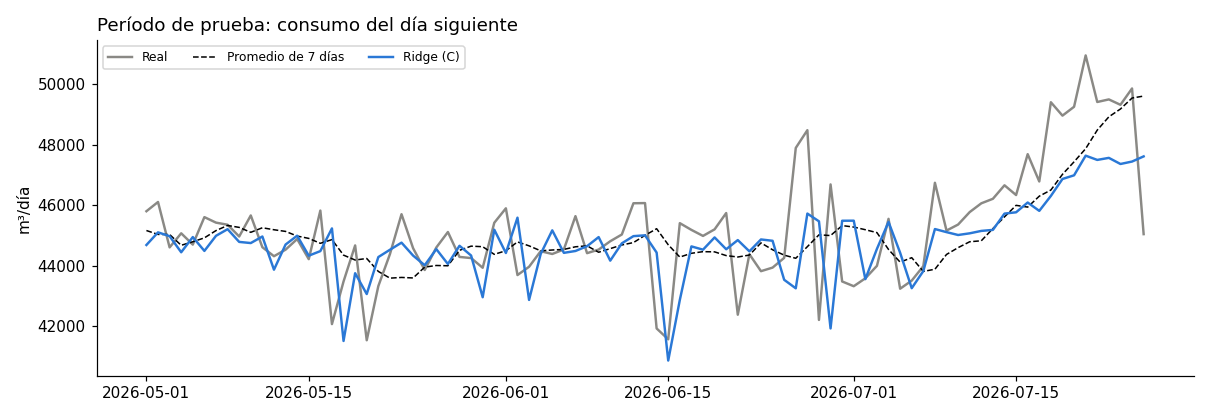 Período de prueba: consumo del día siguiente
Real
Promedio de 7 días
Ridge (C)
m³/día
50000
48000
46000
44000
42000
2026-05-01
2026-05-15
2026-06-01
2026-06-15
2026-07-01
2026-07-15